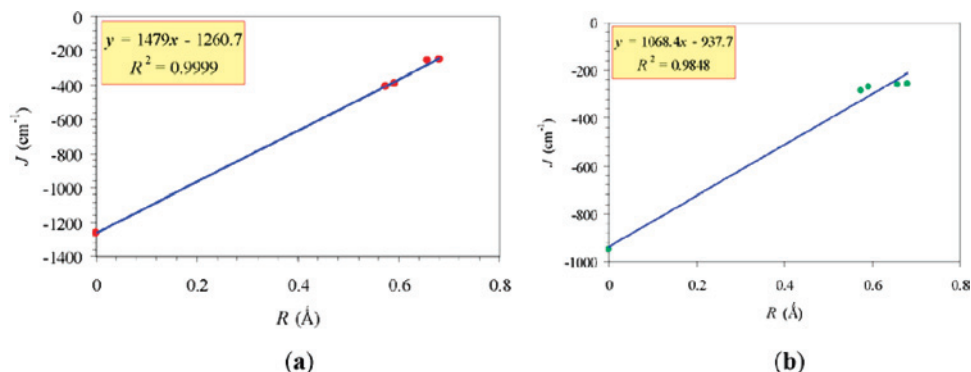 y = 1479x - 1260.7
R² = 0.9999
0
-200
-400
-600
-800
-1000
-1200
-1400
J (cm⁻¹)
0
0.2
0.4
0.6
0.8
R (Å)
(a)
y = 1068.4x - 937.7
R² = 0.9848
0
-200
-400
-600
-800
-1000
J (cm⁻¹)
0
0.2
0.4
0.6
0.8
R (Å)
(b)